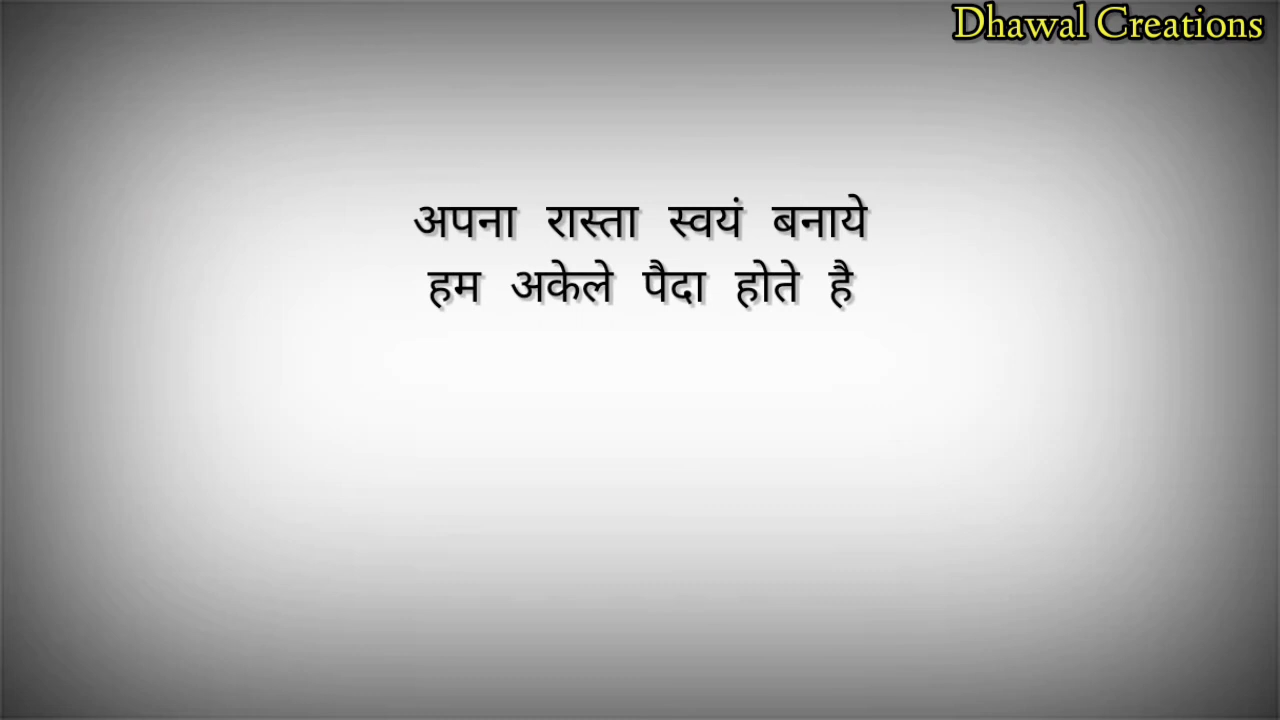 Dhawal Creations
अपना रास्ता स्वयं बनाये
हम अकेले पैदा होते है